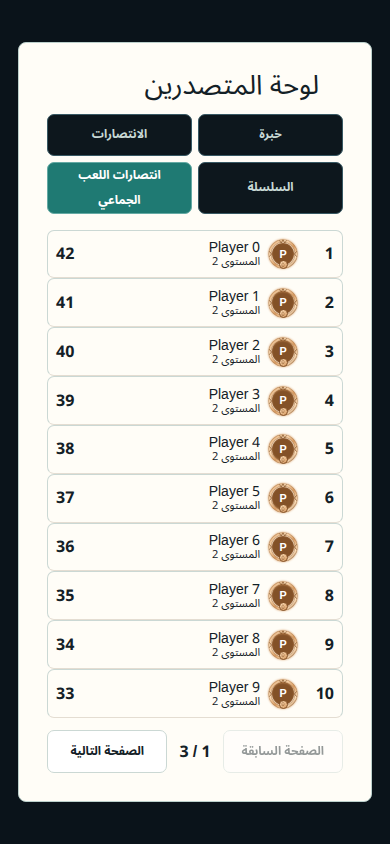 لوحة المتصدرين
خبرة
الانتصارات
السلسلة
انتصارات اللعب
الجماعي
1 P Player 0 42
المستوى 2
2 P Player 1 41
المستوى 2
3 P Player 2 40
المستوى 2
4 P Player 3 39
المستوى 2
5 P Player 4 38
المستوى 2
6 P Player 5 37
المستوى 2
7 P Player 6 36
المستوى 2
8 P Player 7 35
المستوى 2
9 P Player 8 34
المستوى 2
10 P Player 9 33
المستوى 2
الصفحة السابقة
3 / 1
الصفحة التالية